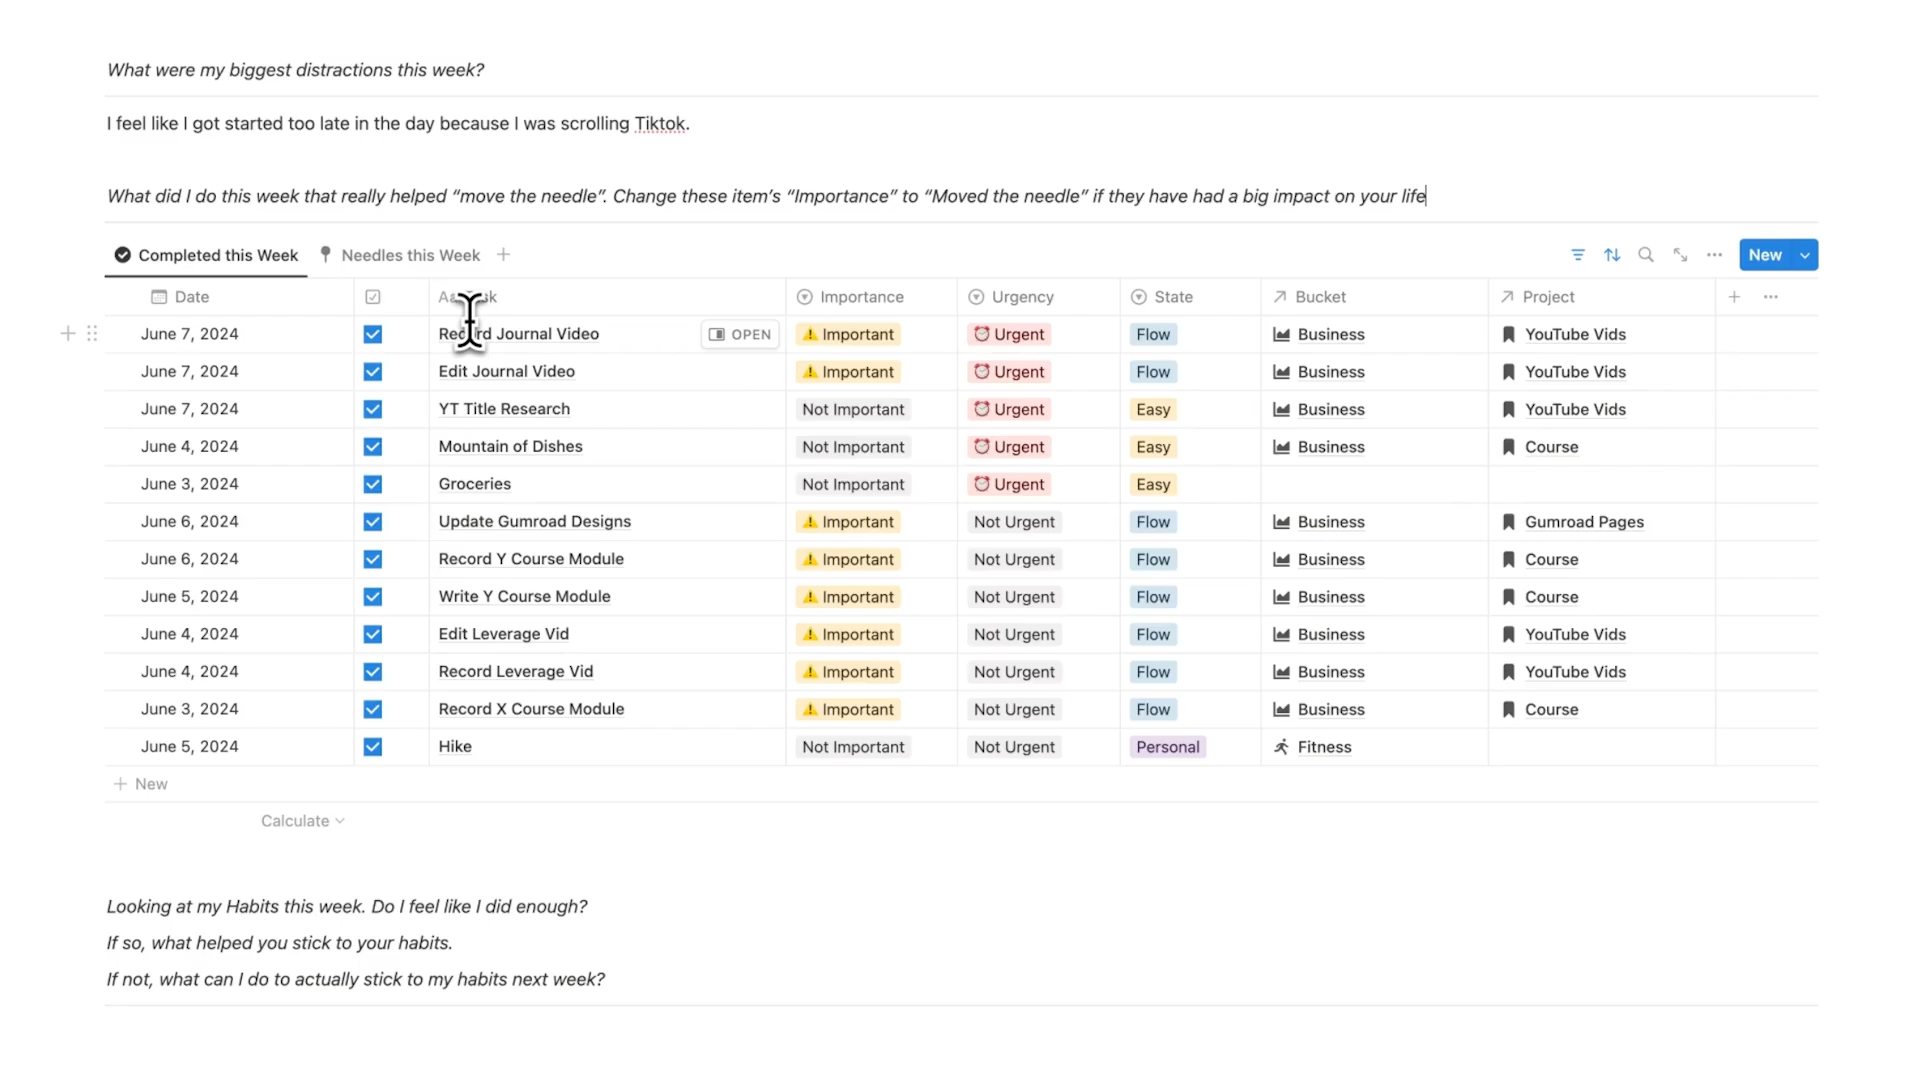 What were my biggest distractions this week?
I feel like I got started too late in the day because I was scrolling Tiktok.
What did I do this week that really helped “move the needle”. Change these item’s “Importance” to “Moved the needle” if they have had a big impact on your life
Completed this Week Needles this Week New
Date Importance Urgency State Bucket Project
June 7, 2024 Record Journal Video OPEN Important Urgent Flow Business YouTube Vids
June 7, 2024 Edit Journal Video Important Urgent Flow Business YouTube Vids
June 7, 2024 YT Title Research Not Important Urgent Easy Business YouTube Vids
June 4, 2024 Mountain of Dishes Not Important Urgent Easy Business Course
June 3, 2024 Groceries Not Important Urgent Easy
June 6, 2024 Update Gumroad Designs Important Not Urgent Flow Business Gumroad Pages
June 6, 2024 Record Y Course Module Important Not Urgent Flow Business Course
June 5, 2024 Write Y Course Module Important Not Urgent Flow Business Course
June 4, 2024 Edit Leverage Vid Important Not Urgent Flow Business YouTube Vids
June 4, 2024 Record Leverage Vid Important Not Urgent Flow Business YouTube Vids
June 3, 2024 Record X Course Module Important Not Urgent Flow Business Course
June 5, 2024 Hike Not Important Not Urgent Personal Fitness
New
Calculate
Looking at my Habits this week. Do I feel like I did enough?
If so, what helped you stick to your habits.
If not, what can I do to actually stick to my habits next week?